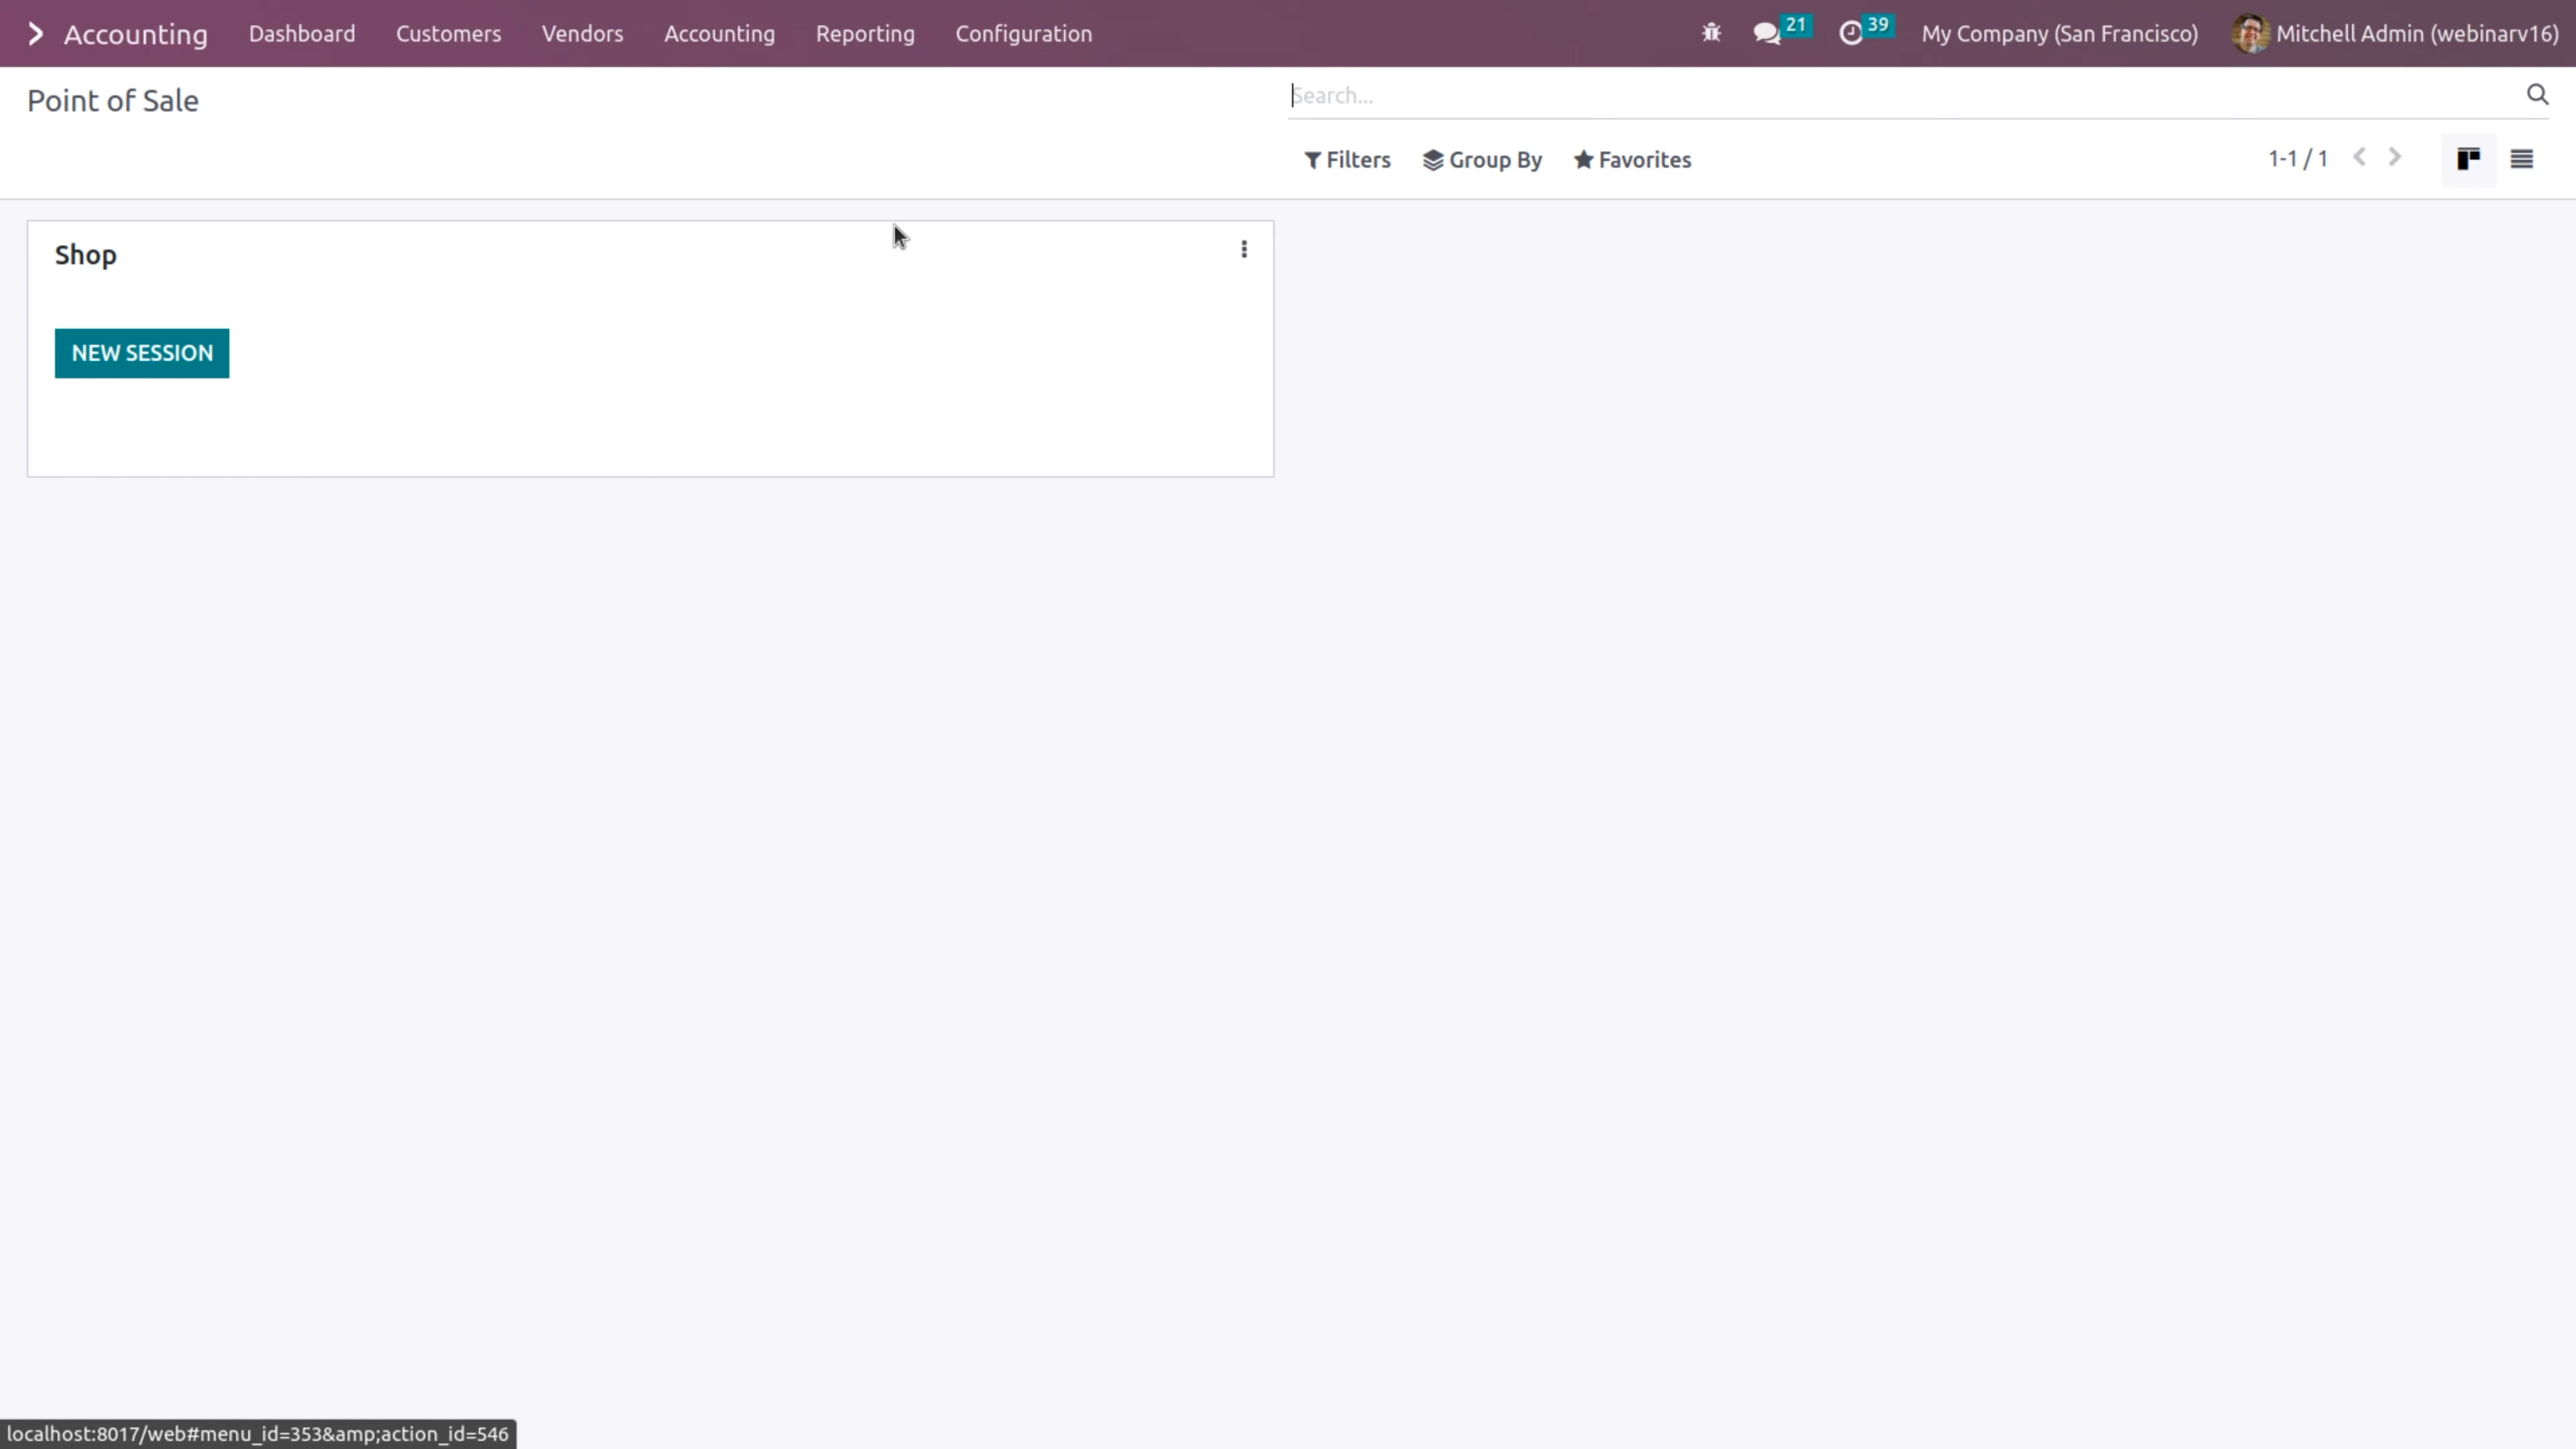 Accounting Dashboard Customers Vendors Accounting Reporting Configuration 21 39 My Company (San Francisco) Mitchell Admin (webinarv16)
Point of Sale Search...
Filters Group By Favorites 1-1 / 1
Shop
NEW SESSION
localhost:8017/web#menu_id=353&amp;action_id=546